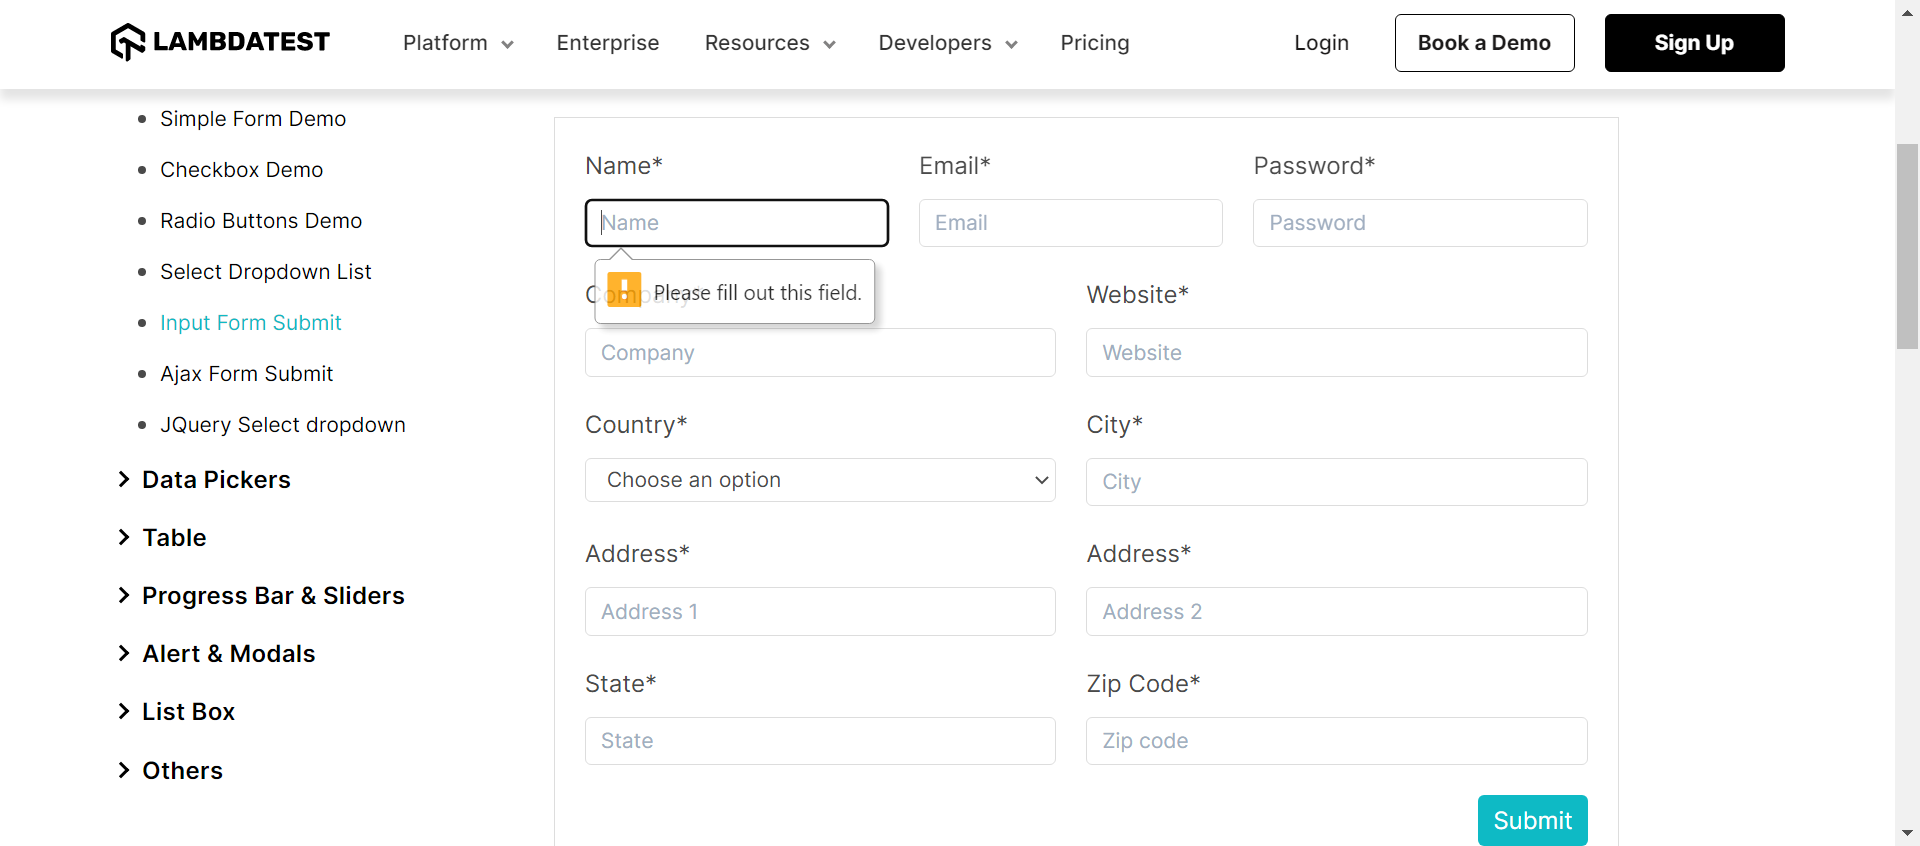 LAMBDATEST
Platform Enterprise Resources Developers Pricing Login Book a Demo Sign Up
Simple Form Demo
Checkbox Demo
Radio Buttons Demo
Select Dropdown List
Input Form Submit
Ajax Form Submit
JQuery Select dropdown
Data Pickers
Table
Progress Bar & Sliders
Alert & Modals
List Box
Others
Name* Email* Password*
Name Email Password
Please fill out this field.
Company* Website*
Company Website
Country* City*
Choose an option City
Address* Address*
Address 1 Address 2
State* Zip Code*
State Zip code
Submit